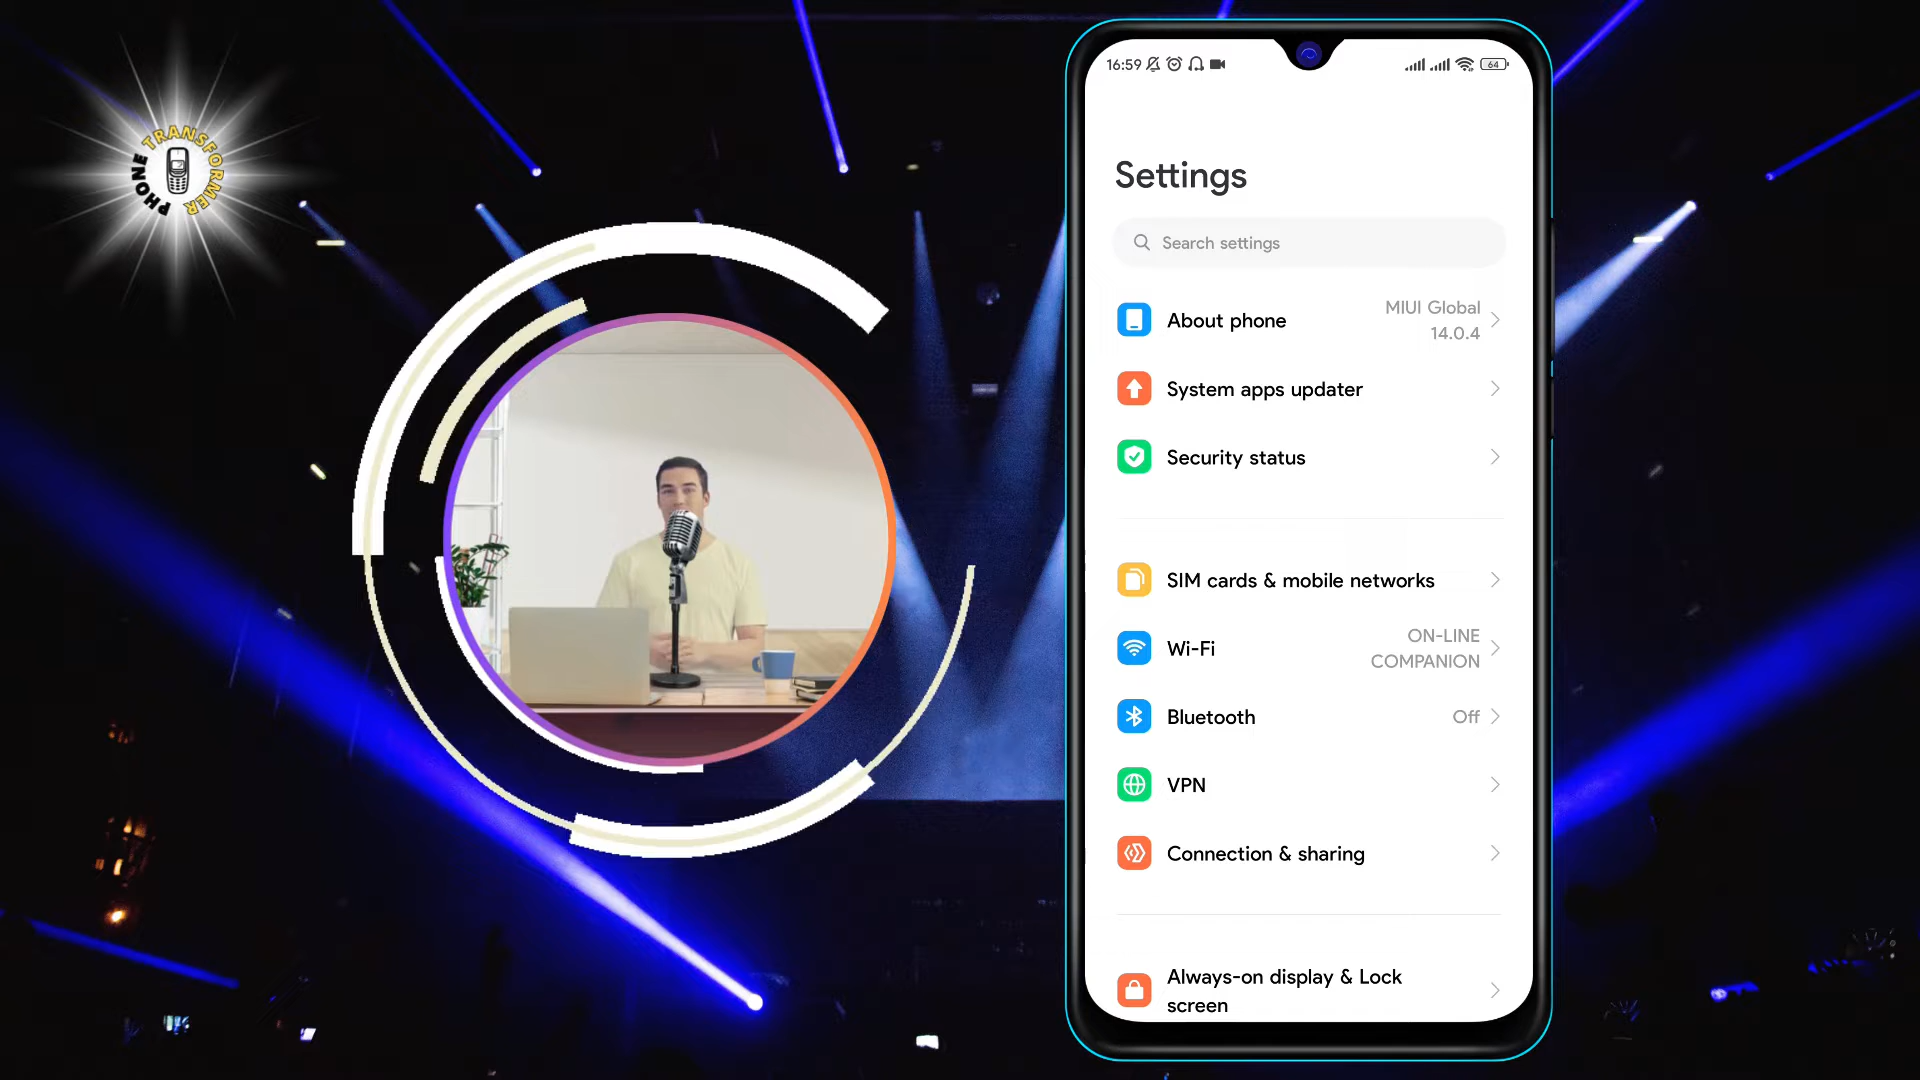 PHONE TRANSFORMER
16:59
64
Settings
Search settings
About phone
MIUI Global
14.0.4
System apps updater
Security status
SIM cards & mobile networks
Wi-Fi
ON-LINE
COMPANION
Bluetooth
Off
VPN
Connection & sharing
Always-on display & Lock
screen